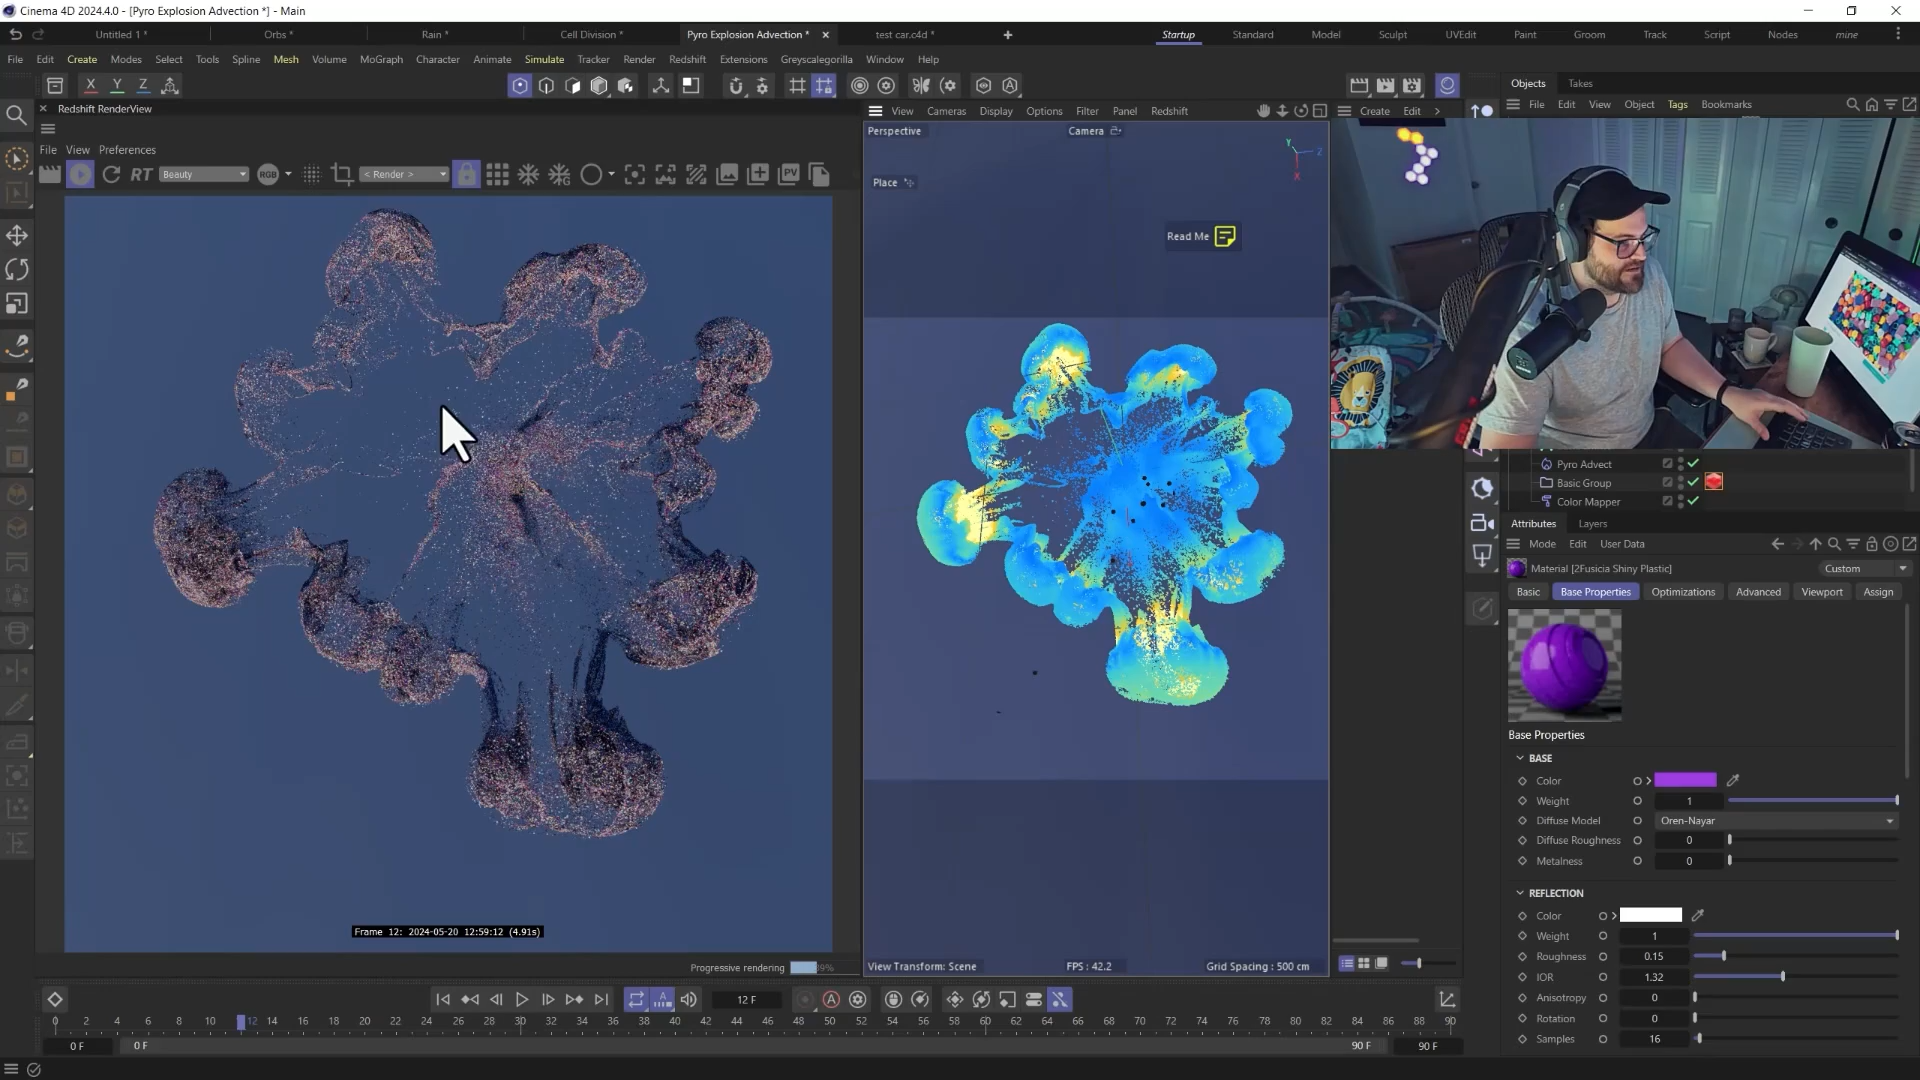 Cinema 4D 2024.4.0 - [Pyro Explosion Advection *] - Main
Untitled 1 *
Orbs *
Rain *
Cell Division *
Pyro Explosion Advection *
test car.c4d *
Startup
Standard
Model
Sculpt
UVEdit
Paint
Groom
Track
Script
Nodes
mine
File Edit Create Modes Select Tools Spline Mesh Volume MoGraph Character Animate Simulate Tracker Render Redshift Extensions Greyscalegorilla Window Help
X Y Z
Objects Takes
File Edit View Object Tags Bookmarks
Redshift RenderView
File View Preferences
RT Beauty RGB < Render > PV
View Cameras Display Options Filter Panel Redshift
Create Edit
Perspective
Camera
Y Z X
Place
Read Me
Pyro Advect
Basic Group
Color Mapper
Attributes Layers
Mode Edit User Data
Material [2Fusicia Shiny Plastic]
Custom
Basic Base Properties Optimizations Advanced Viewport Assign
Base Properties
BASE
Color
Weight 1
Diffuse Model Oren-Nayar
Diffuse Roughness 0
Metalness 0
REFLECTION
Color
Weight 1
Roughness 0.15
IOR 1.32
Anisotropy 0
Rotation 0
Samples 16
Frame 12: 2024-05-20 12:59:12 (4.91s)
Progressive rendering
View Transform: Scene
FPS : 42.2
Grid Spacing : 500 cm
12 F
0 2 4 6 8 10 12 14 16 18 20 22 24 26 28 30 32 34 36 38 40 42 44 46 48 50 52 54 56 58 60 62 64 66 68 70 72 74 76 78 80 82 84 86 88 90
0 F
0 F
90 F
90 F